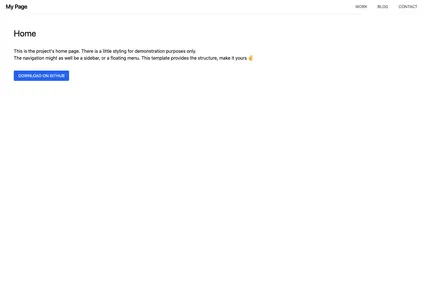 My Page
WORK
BLOG
CONTACT
Home
This is the project's home page. There is a little styling for demonstration purposes only.
The navigation might as well be a sidebar, or a floating menu. This template provides the structure, make it yours ✌️
DOWNLOAD ON GITHUB